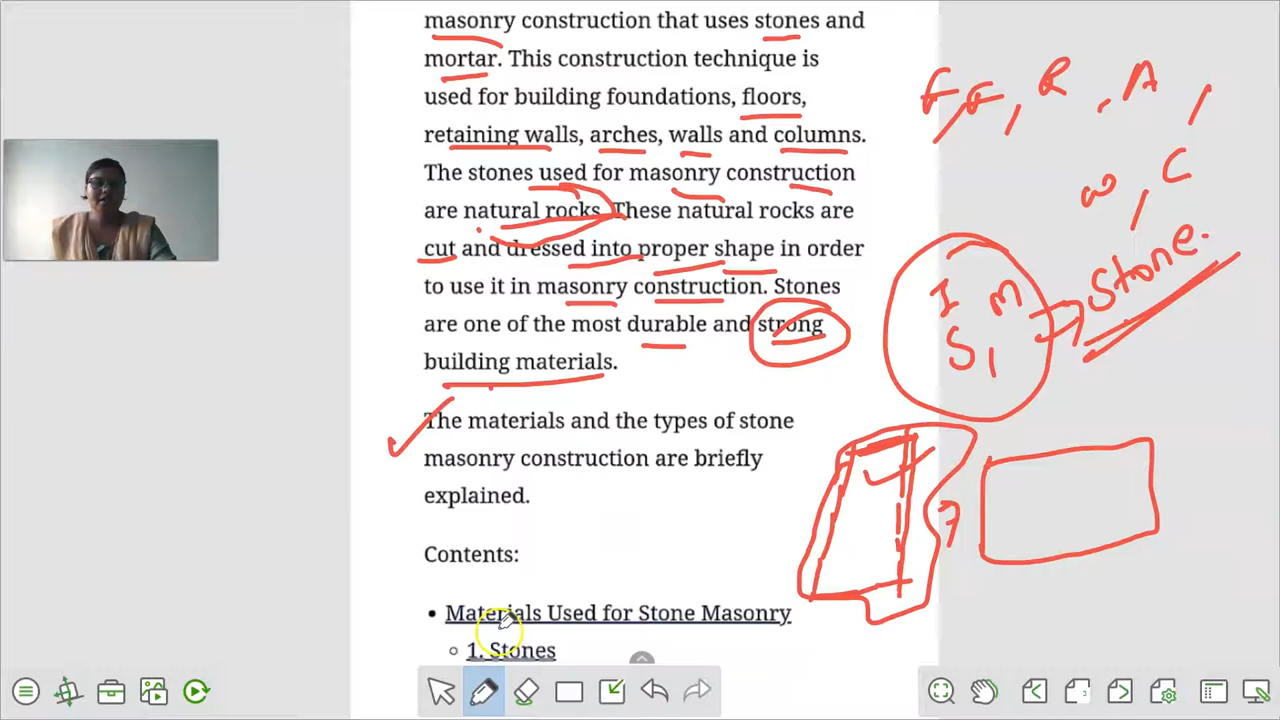 masonry construction that uses stones and
mortar. This construction technique is
used for building foundations, floors,
retaining walls, arches, walls and columns.
The stones used for masonry construction
are natural rocks. These natural rocks are
cut and dressed into proper shape in order
to use it in masonry construction. Stones
are one of the most durable and strong
building materials.
The materials and the types of stone
masonry construction are briefly
explained.
Contents:
• Materials Used for Stone Masonry
1. Stones
R, A,
w, C
I M
Stone.
3